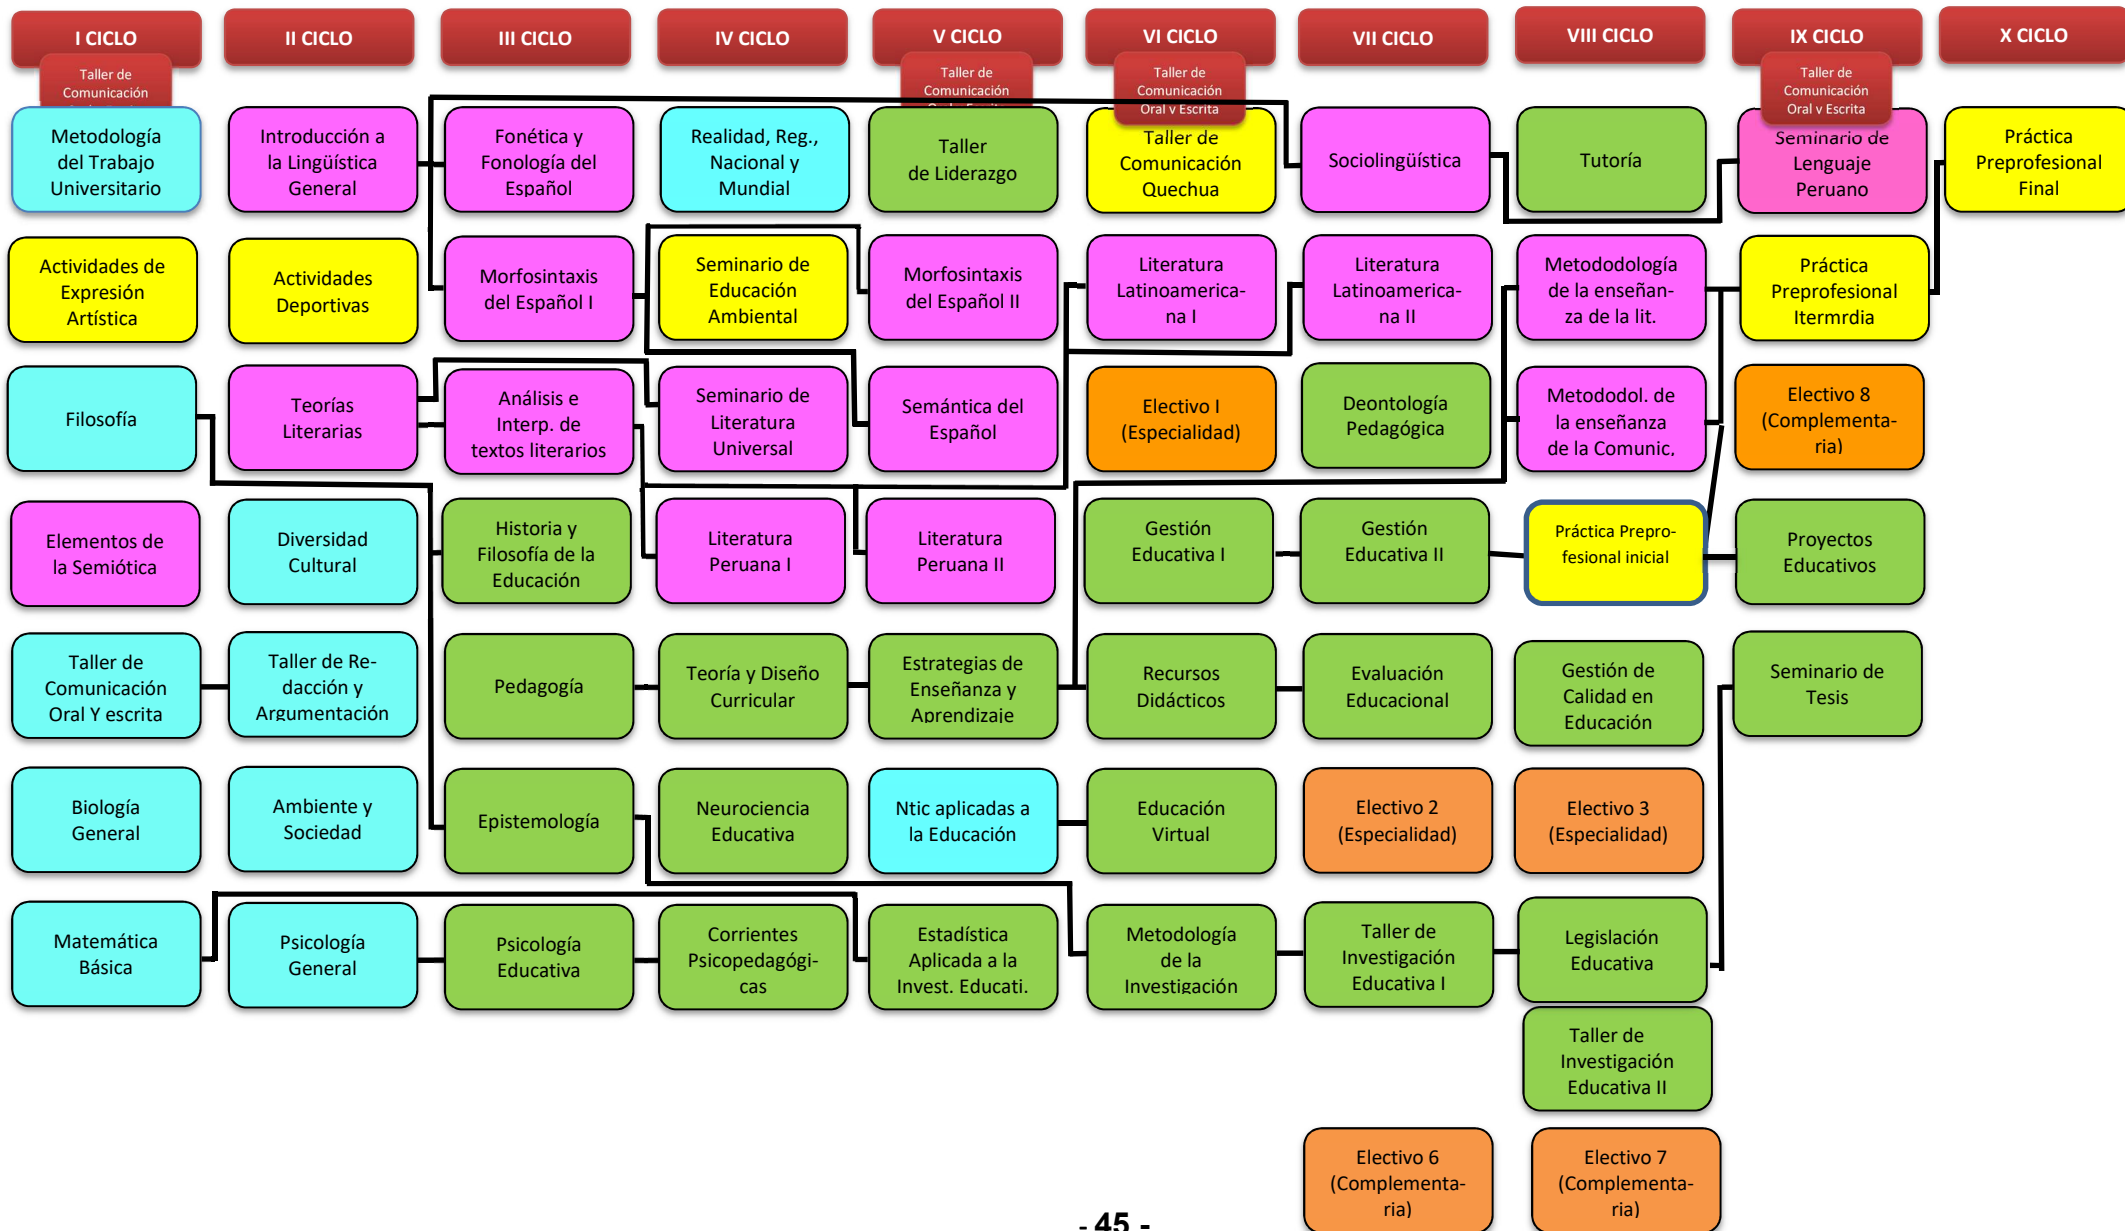 I CICLO
II CICLO
III CICLO
IV CICLO
V CICLO
VI CICLO
VII CICLO
VIII CICLO
IX CICLO
X CICLO
Taller de
Comunicación
Taller de
Comunicación
Taller de
Comunicación
Oral y Escrita
Taller de
Comunicación
Oral y Escrita
Metodología
del Trabajo
Universitario
Introducción a
la Lingüística
General
Fonética y
Fonología del
Español
Realidad, Reg.,
Nacional y
Mundial
Taller
de Liderazgo
Taller de
Comunicación
Quechua
Sociolingüística
Tutoría
Seminario de
Lenguaje
Peruano
Práctica
Preprofesional
Final
Actividades de
Expresión
Artística
Actividades
Deportivas
Morfosintaxis
del Español I
Seminario de
Educación
Ambiental
Morfosintaxis
del Español II
Literatura
Latinoamerica-
na I
Literatura
Latinoamerica-
na II
Metododología
de la enseñan-
za de la lit.
Práctica
Preprofesional
Itermrdia
Filosofía
Teorías
Literarias
Análisis e
Interp. de
textos literarios
Seminario de
Literatura
Universal
Semántica del
Español
Electivo I
(Especialidad)
Deontología
Pedagógica
Metododol. de
la enseñanza
de la Comunic.
Electivo 8
(Complementa-
ria)
Elementos de
la Semiótica
Diversidad
Cultural
Historia y
Filosofía de la
Educación
Literatura
Peruana I
Literatura
Peruana II
Gestión
Educativa I
Gestión
Educativa II
Práctica Prepro-
fesional inicial
Proyectos
Educativos
Taller de
Comunicación
Oral Y escrita
Taller de Re-
dacción y
Argumentación
Pedagogía
Teoría y Diseño
Curricular
Estrategias de
Enseñanza y
Aprendizaje
Recursos
Didácticos
Evaluación
Educacional
Gestión de
Calidad en
Educación
Seminario de
Tesis
Biología
General
Ambiente y
Sociedad
Epistemología
Neurociencia
Educativa
Ntic aplicadas a
la Educación
Educación
Virtual
Electivo 2
(Especialidad)
Electivo 3
(Especialidad)
Matemática
Básica
Psicología
General
Psicología
Educativa
Corrientes
Psicopedagógi-
cas
Estadística
Aplicada a la
Invest. Educati.
Metodología
de la
Investigación
Taller de
Investigación
Educativa I
Legislación
Educativa
Taller de
Investigación
Educativa II
Electivo 6
(Complementa-
ria)
Electivo 7
(Complementa-
ria)
- 45 -